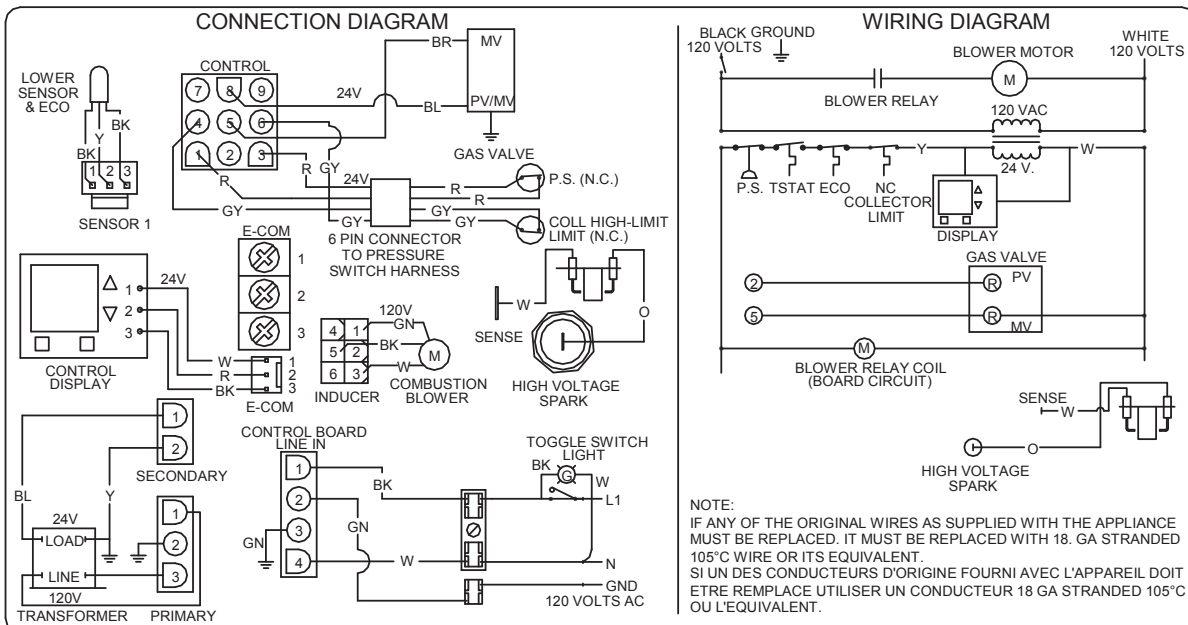 CONNECTION DIAGRAM
LOWER
SENSOR
& ECO
BK
Y
BK
1 2 3
SENSOR 1
CONTROL
7 8 9
4 5 6
1 2 3
24V
BR
BL
MV
PV/MV
GAS VALVE
R
R
GY
24V
GY
GY
R
R
GY
GY
P.S. (N.C.)
COLL HIGH-LIMIT
LIMIT (N.C.)
6 PIN CONNECTOR
TO PRESSURE
SWITCH HARNESS
E-COM
1
2
3
1
2
3
24V
CONTROL
DISPLAY
W
R
BK
1
2
3
E-COM
4 1
5 2
6 3
INDUCER
120V
GN
BK
W
M
COMBUSTION
BLOWER
W
SENSE
O
HIGH VOLTAGE
SPARK
1
2
SECONDARY
BL
Y
24V
LOAD
LINE
120V
TRANSFORMER
1
2
3
PRIMARY
CONTROL BOARD
LINE IN
1
2
3
4
GN
BK
GN
W
TOGGLE SWITCH
LIGHT
BK
G
W
L1
N
GND
120 VOLTS AC
WIRING DIAGRAM
BLACK GROUND
120 VOLTS
WHITE
120 VOLTS
BLOWER MOTOR
M
BLOWER RELAY
120 VAC
24 V.
Y
W
P.S. TSTAT ECO
NC
COLLECTOR
LIMIT
DISPLAY
GAS VALVE
2
R PV
5
R
MV
M
BLOWER RELAY COIL
(BOARD CIRCUIT)
SENSE
W
O
HIGH VOLTAGE
SPARK
NOTE:
IF ANY OF THE ORIGINAL WIRES AS SUPPLIED WITH THE APPLIANCE
MUST BE REPLACED. IT MUST BE REPLACED WITH 18. GA STRANDED
105°C WIRE OR ITS EQUIVALENT.
SI UN DES CONDUCTEURS D'ORIGINE FOURNI AVEC L'APPAREIL DOIT
ETRE REMPLACE UTILISER UN CONDUCTEUR 18 GA STRANDED 105°C
OU L'EQUIVALENT.